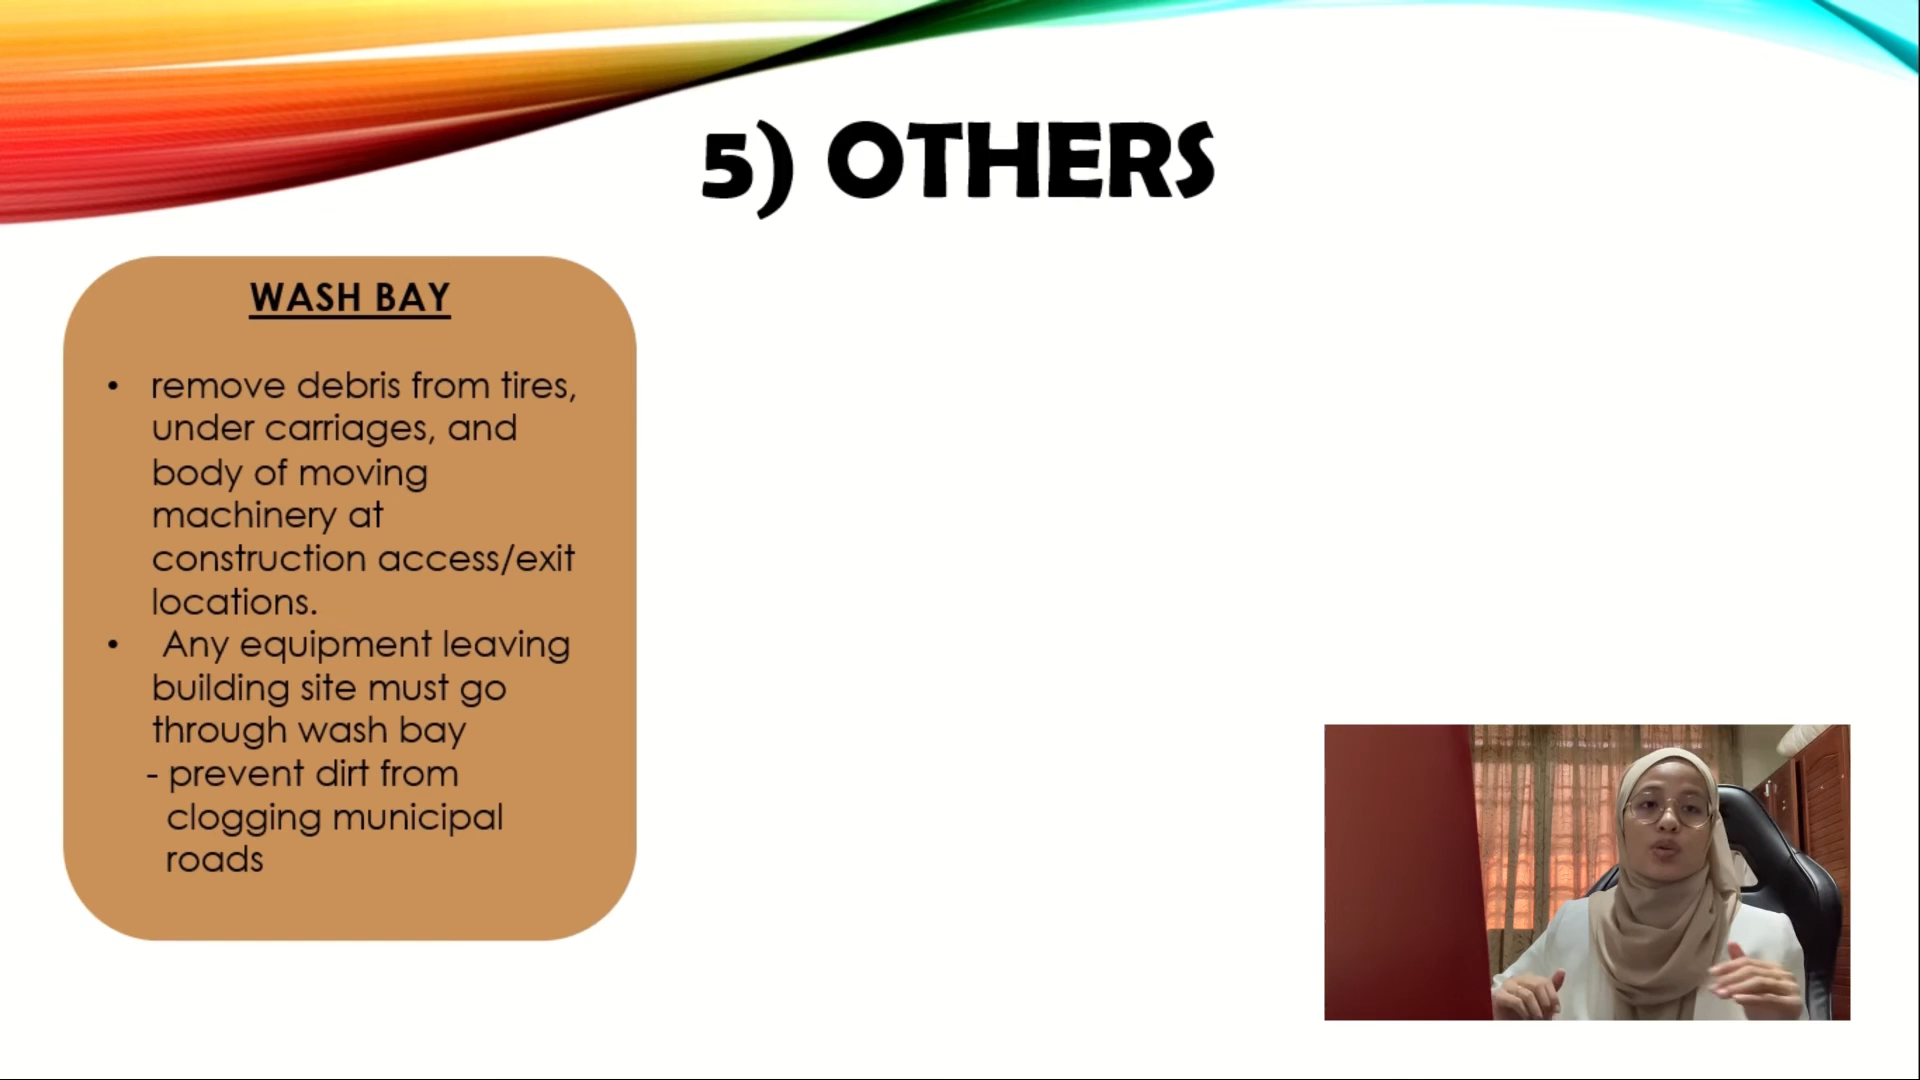 5) OTHERS
WASH BAY
• remove debris from tires,
under carriages, and
body of moving
machinery at
construction access/exit
locations.
• Any equipment leaving
building site must go
through wash bay
- prevent dirt from
clogging municipal
roads